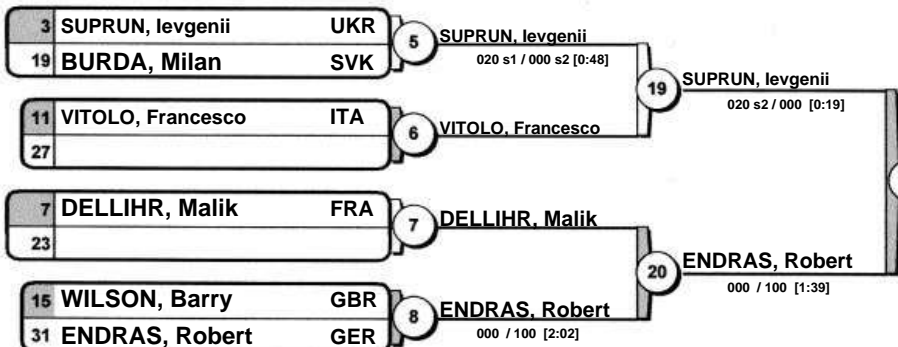 3 SUPRUN, Ievgenii UKR
19 BURDA, Milan SVK
5
SUPRUN, Ievgenii
020 s1 / 000 s2 [0:48]
11 VITOLO, Francesco ITA
27
6
VITOLO, Francesco
19
SUPRUN, Ievgenii
020 s2 / 000 [0:19]
7 DELLIHR, Malik FRA
23
7
DELLIHR, Malik
15 WILSON, Barry GBR
31 ENDRAS, Robert GER
8
ENDRAS, Robert
000 / 100 [2:02]
20
ENDRAS, Robert
000 / 100 [1:39]